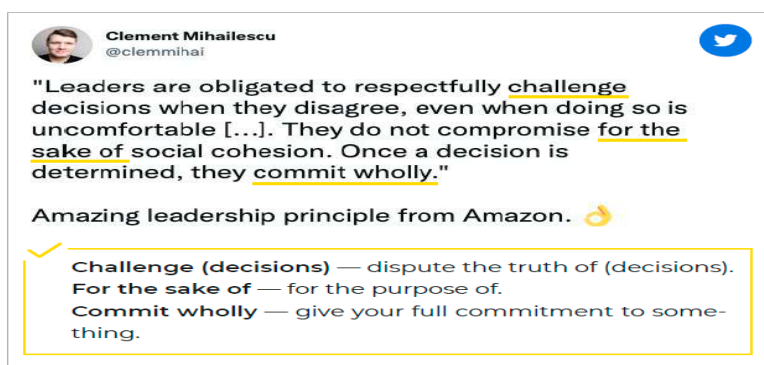 Clement Mihailescu
@clemmihai
"Leaders are obligated to respectfully challenge
decisions when they disagree, even when doing so is
uncomfortable [...]. They do not compromise for the
sake of social cohesion. Once a decision is
determined, they commit wholly."
Amazing leadership principle from Amazon. 👌
Challenge (decisions) — dispute the truth of (decisions).
For the sake of — for the purpose of.
Commit wholly — give your full commitment to some-
thing.